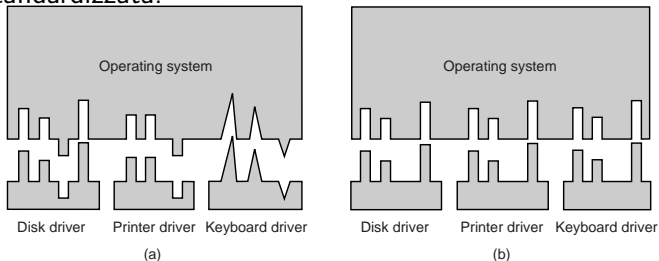 Operating system
Disk driver Printer driver Keyboard driver
(a)
Operating system
Disk driver Printer driver Keyboard driver
(b)